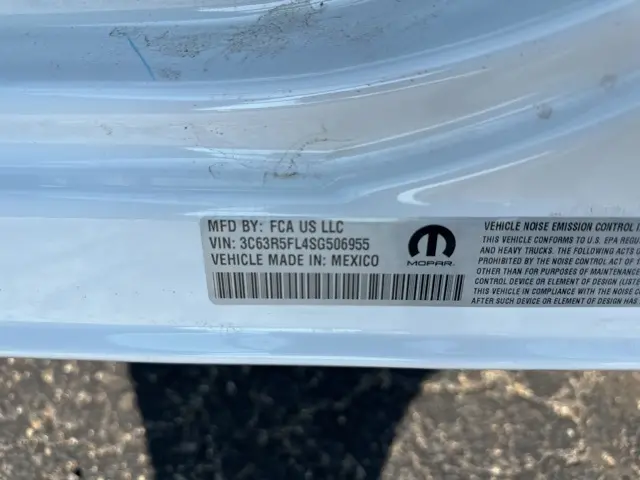 MFD BY: FCA US LLC
VIN: 3C63R5FL4SG506955
VEHICLE MADE IN: MEXICO
MOPAR
VEHICLE NOISE EMISSION CONTROL
THIS VEHICLE CONFORMS TO U.S. EPA
AND HEAVY TRUCKS. THE FOLLOWING ACTS
PROHIBITED BY THE NOISE CONTROL ACT
OTHER THAN FOR PURPOSES OF MAINTENANC
CONTROL DEVICE OR ELEMENT OF DESIGN (LISTE
THIS VEHICLE IN COMPLIANCE WITH THE NOISE
AFTER SUCH DEVICE OR ELEMENT OF DESIGN HAS